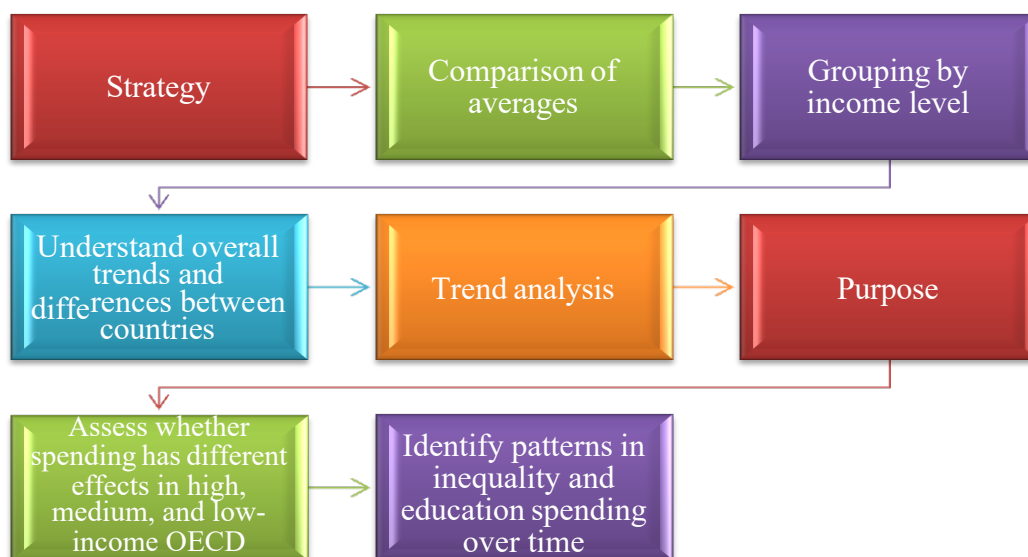 Strategy
Comparison of
averages
Grouping by
income level
Understand overall
trends and
differences between
countries
Trend analysis
Purpose
Assess whether
spending has different
effects in high,
medium, and low-
income OECD
Identify patterns in
inequality and
education spending
over time